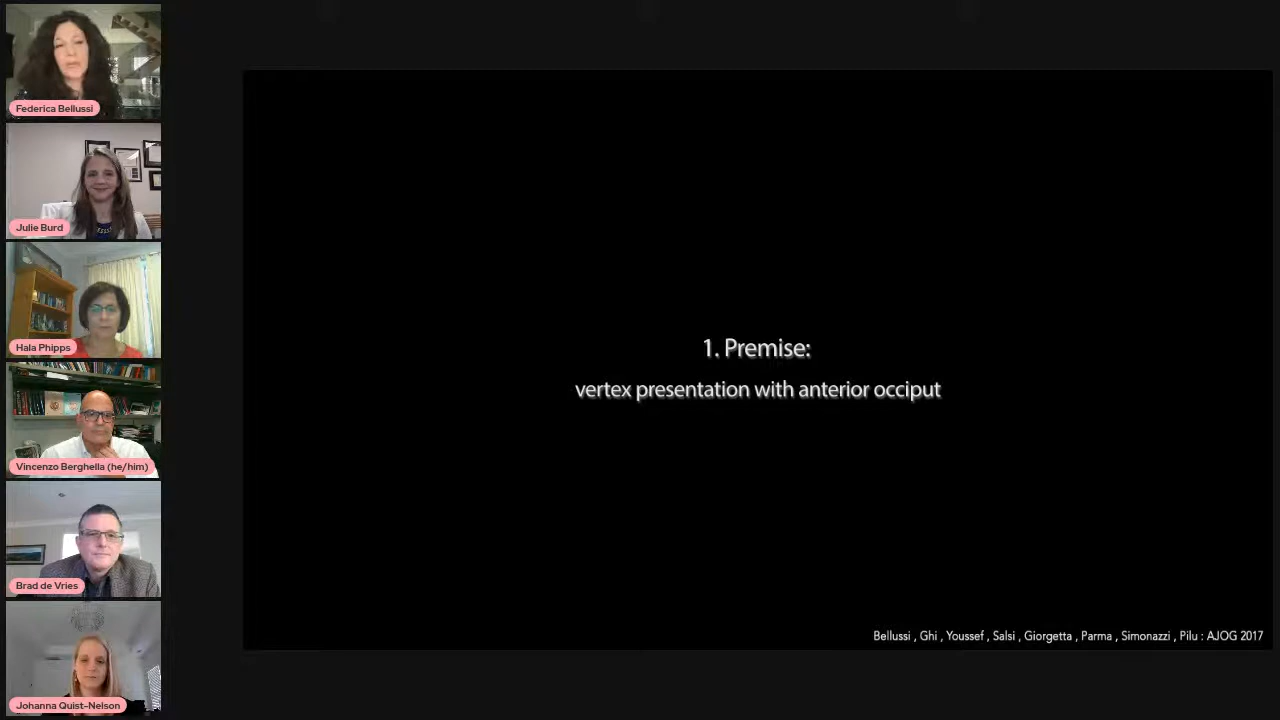 Federica Bellussi
Julie Burd
Hala Phipps
Vincenzo Berghella (he/him)
Brad de Vries
Johanna Quist-Nelson
1. Premise:
vertex presentation with anterior occiput
Bellussi , Ghi , Youssef , Salsi , Giorgetta , Parma , Simonazzi , Pilu : AJOG 2017